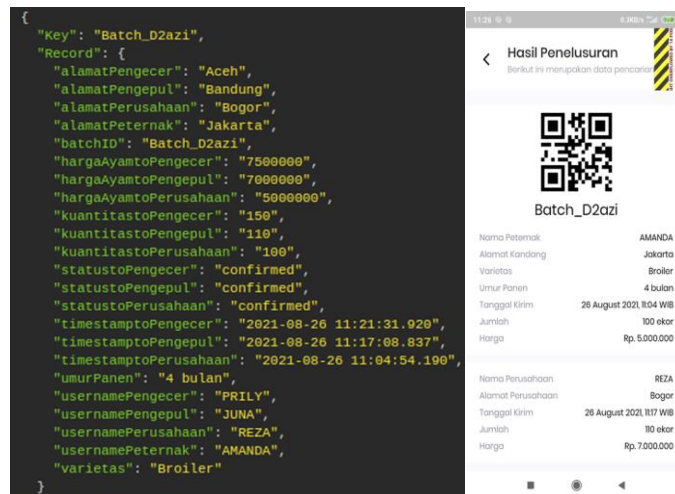 {
"Key": "Batch_D2azi",
"Record": {
"alamatPengecer": "Aceh",
"alamatPengepul": "Bandung",
"alamatPerusahaan": "Bogor",
"alamatPeternak": "Jakarta",
"batchID": "Batch_D2azi",
"hargaAyamtoPengecer": "7500000",
"hargaAyamtoPengepul": "7000000",
"hargaAyamtoPerusahaan": "5000000",
"kuantitastoPengecer": "150",
"kuantitastoPengepul": "110",
"kuantitastoPerusahaan": "100",
"statustoPengecer": "confirmed",
"statustoPengepul": "confirmed",
"statustoPerusahaan": "confirmed",
"timestamptoPengecer": "2021-08-26 11:21:31.920",
"timestamptoPengepul": "2021-08-26 11:17:08.837",
"timestamptoPerusahaan": "2021-08-26 11:04:54.190",
"umurPanen": "4 bulan",
"usernamePengecer": "PRILY",
"usernamePengepul": "JUNA",
"usernamePerusahaan": "REZA",
"usernamePeternak": "AMANDA",
"varietas": "Broiler"
}
11:26
6.3KB/s
Hasil Penelusuran
Berikut ini merupakan data pencarian
Batch_D2azi
Nama Peternak AMANDA
Alamat Kandang Jakarta
Varietas Broiler
Umur Panen 4 bulan
Tanggal Kirim 26 August 2021, 11:04 WIB
Jumlah 100 ekor
Harga Rp. 5.000.000
Nama Perusahaan REZA
Alamat Perusahaan Bogor
Tanggal Kirim 26 August 2021, 11:17 WIB
Jumlah 110 ekor
Harga Rp. 7.000.000